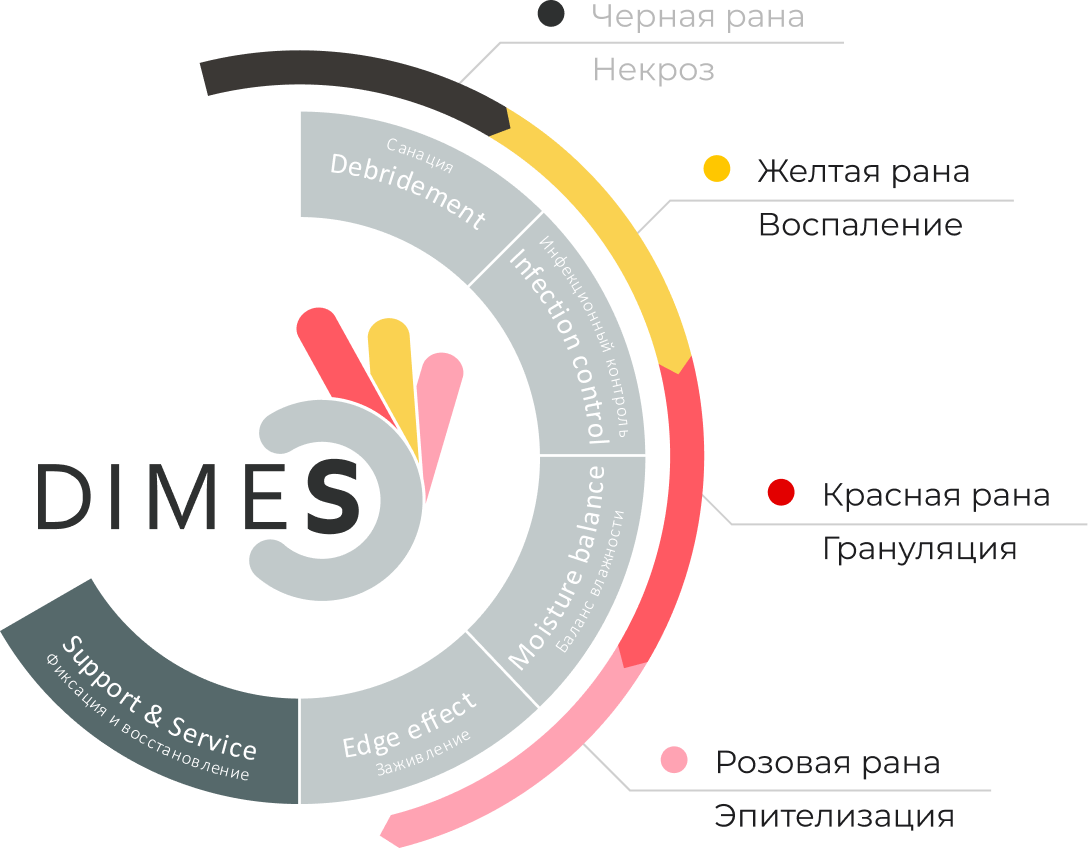 Черная рана
Некроз
Санация
Debridement
Желтая рана
Воспаление
Инфекционный контроль
Infection control
DIMES
Красная рана
Грануляция
Moisture balance
Баланс влажности
Support & Service
Фиксация и восстановление
Edge effect
Заживление
Розовая рана
Эпителизация